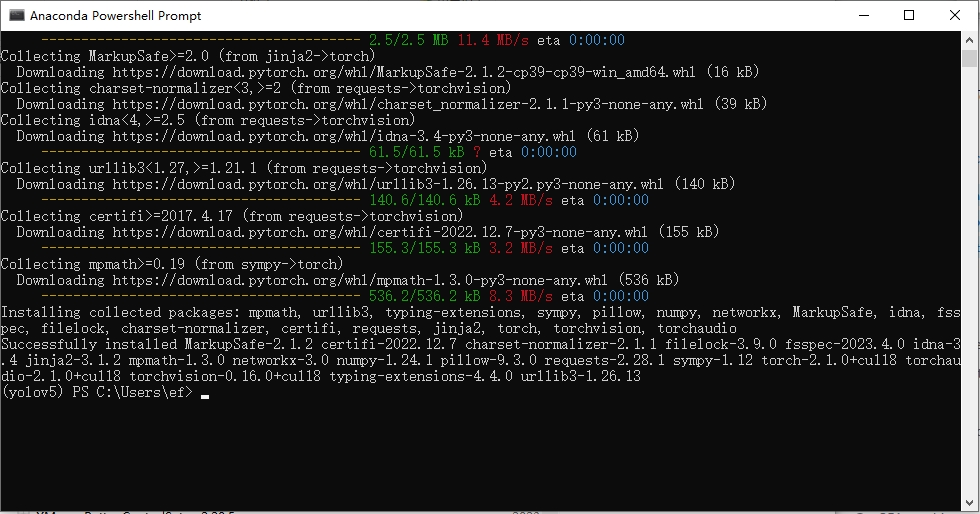 Anaconda Powershell Prompt
---------------------------------------- 2.5/2.5 MB 11.4 MB/s eta 0:00:00
Collecting MarkupSafe>=2.0 (from jinja2->torch)
Downloading https://download.pytorch.org/whl/MarkupSafe-2.1.2-cp39-cp39-win_amd64.whl (16 kB)
Collecting charset-normalizer<3,>=2 (from requests->torchvision)
Downloading https://download.pytorch.org/whl/charset_normalizer-2.1.1-py3-none-any.whl (39 kB)
Collecting idna<4,>=2.5 (from requests->torchvision)
Downloading https://download.pytorch.org/whl/idna-3.4-py3-none-any.whl (61 kB)
---------------------------------------- 61.5/61.5 kB ? eta 0:00:00
Collecting urllib3<1.27,>=1.21.1 (from requests->torchvision)
Downloading https://download.pytorch.org/whl/urllib3-1.26.13-py2.py3-none-any.whl (140 kB)
---------------------------------------- 140.6/140.6 kB 4.2 MB/s eta 0:00:00
Collecting certifi>=2017.4.17 (from requests->torchvision)
Downloading https://download.pytorch.org/whl/certifi-2022.12.7-py3-none-any.whl (155 kB)
---------------------------------------- 155.3/155.3 kB 3.2 MB/s eta 0:00:00
Collecting mpmath>=0.19 (from sympy->torch)
Downloading https://download.pytorch.org/whl/mpmath-1.3.0-py3-none-any.whl (536 kB)
---------------------------------------- 536.2/536.2 kB 8.3 MB/s eta 0:00:00
Installing collected packages: mpmath, urllib3, typing-extensions, sympy, pillow, numpy, networkx, MarkupSafe, idna, fss
pec, filelock, charset-normalizer, certifi, requests, jinja2, torch, torchvision, torchaudio
Successfully installed MarkupSafe-2.1.2 certifi-2022.12.7 charset-normalizer-2.1.1 filelock-3.9.0 fsspec-2023.4.0 idna-3
.4 jinja2-3.1.2 mpmath-1.3.0 networkx-3.0 numpy-1.24.1 pillow-9.3.0 requests-2.28.1 sympy-1.12 torch-2.1.0+cu118 torchau
dio-2.1.0+cu118 torchvision-0.16.0+cu118 typing-extensions-4.4.0 urllib3-1.26.13
(yolov5) PS C:\Users\ef>